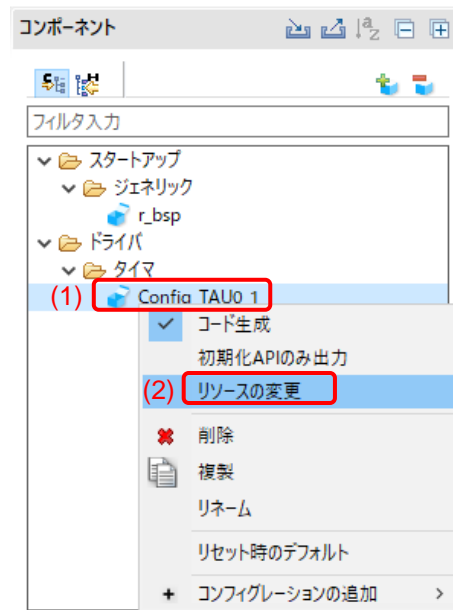 コンポーネント
フィルタ入力
スタートアップ
ジェネリック
r_bsp
ドライバ
タイマ
(1) Config_TAU0_1
コード生成
初期化APIのみ出力
(2) リソースの変更
削除
複製
リネーム
リセット時のデフォルト
コンフィグレーションの追加